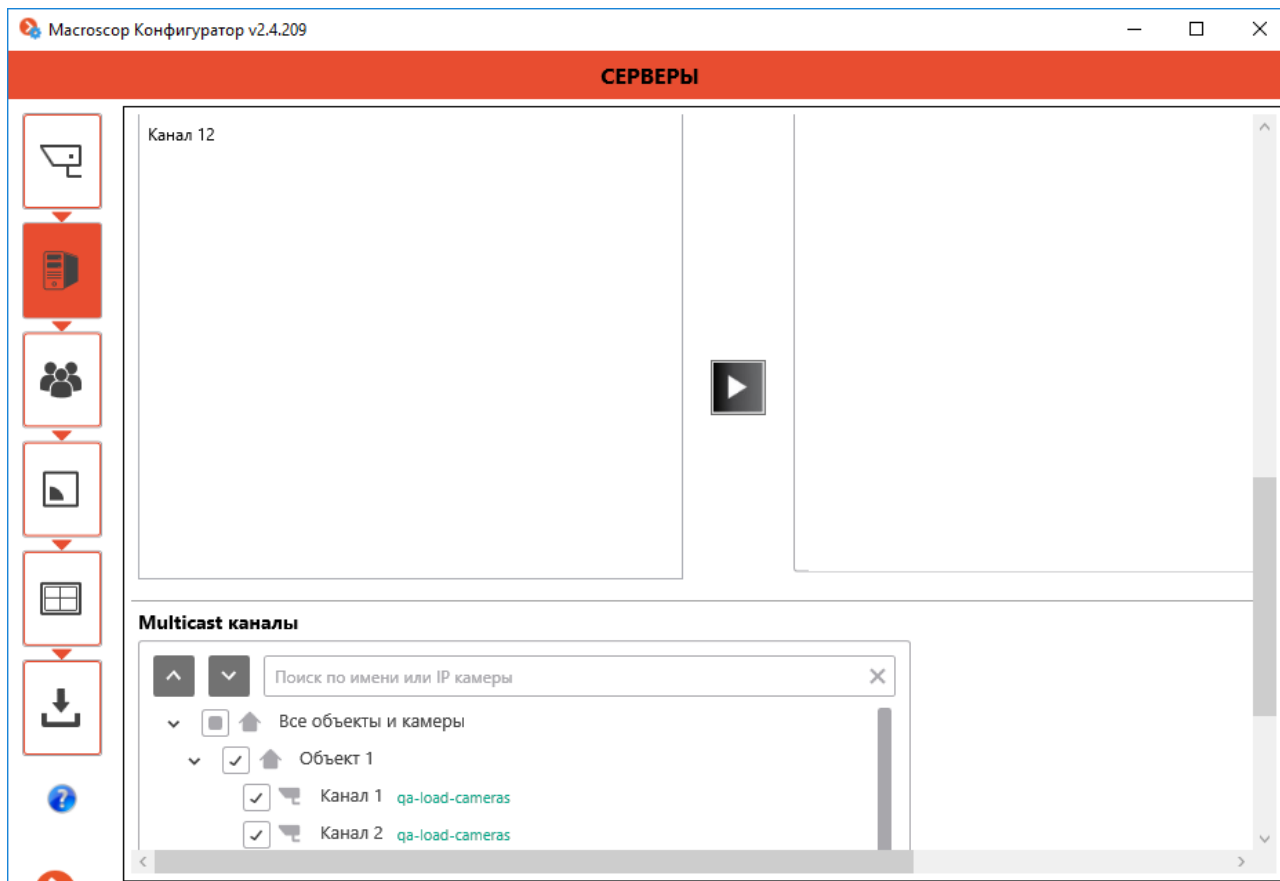 Macroscop Конфигуратор v2.4.209
СЕРВЕРЫ
Канал 12
Multicast каналы
Поиск по имени или IP камеры
Все объекты и камеры
Объект 1
Канал 1 qa-load-cameras
Канал 2 qa-load-cameras